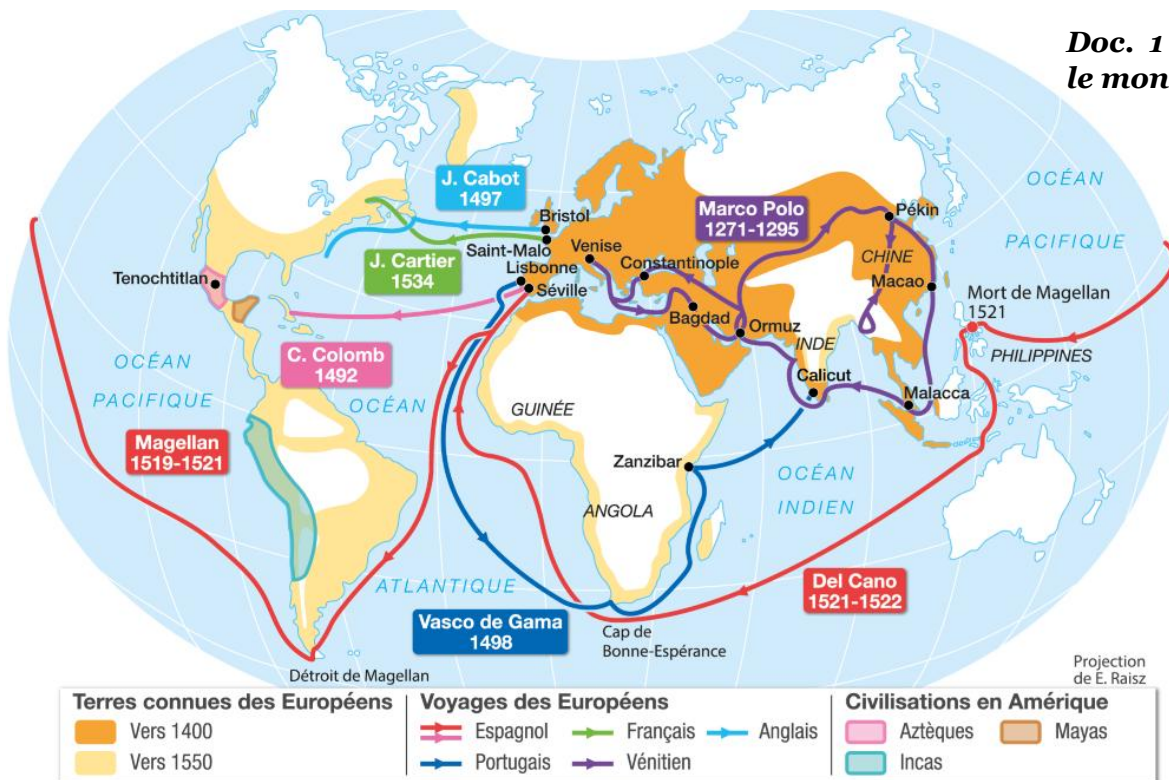 Doc. 1
le mon
J. Cabot
1497
J. Cartier
1534
Bristol
Saint-Malo
Lisbonne
Séville
Venise
Constantinople
Marco Polo
1271-1295
Pékin
CHINE
Macao
OCÉAN
PACIFIQUE
Mort de Magellan
1521
PHILIPPINES
Tenochtitlan
Bagdad
Ormuz
INDE
Calicut
Malacca
C. Colomb
1492
OCÉAN
PACIFIQUE
OCÉAN
ATLANTIQUE
Magellan
1519-1521
GUINÉE
Zanzibar
ANGOLA
OCÉAN
INDIEN
Vasco de Gama
1498
Del Cano
1521-1522
Cap de
Bonne-Espérance
Détroit de Magellan
Projection
de E. Raisz
Terres connues des Européens
Vers 1400
Vers 1550
Voyages des Européens
Espagnol
Français
Anglais
Portugais
Vénitien
Civilisations en Amérique
Aztèques
Mayas
Incas